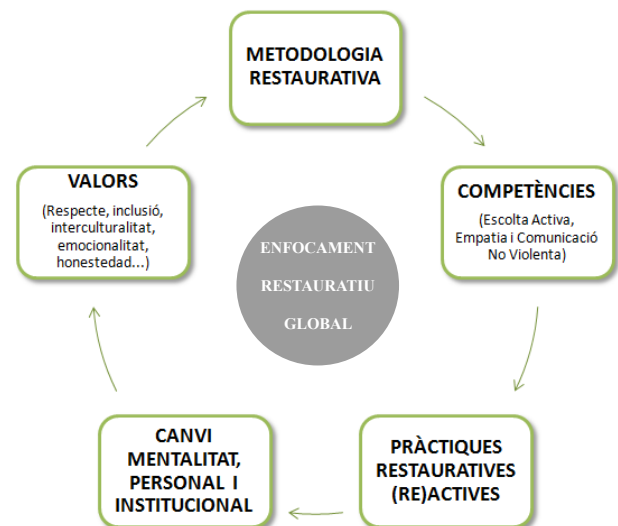 METODOLOGIA
RESTAURATIVA
COMPETÈNCIES
(Escolta Activa,
Empatia i Comunicació
No Violenta)
PRÀCTIQUES
RESTAURATIVES
(RE)ACTIVES
CANVI
MENTALITAT,
PERSONAL I
INSTITUCIONAL
VALORS
(Respecte, inclusió,
interculturalitat,
emocionalitat,
honestedad...)
ENFOCAMENT
RESTAURATIU
GLOBAL